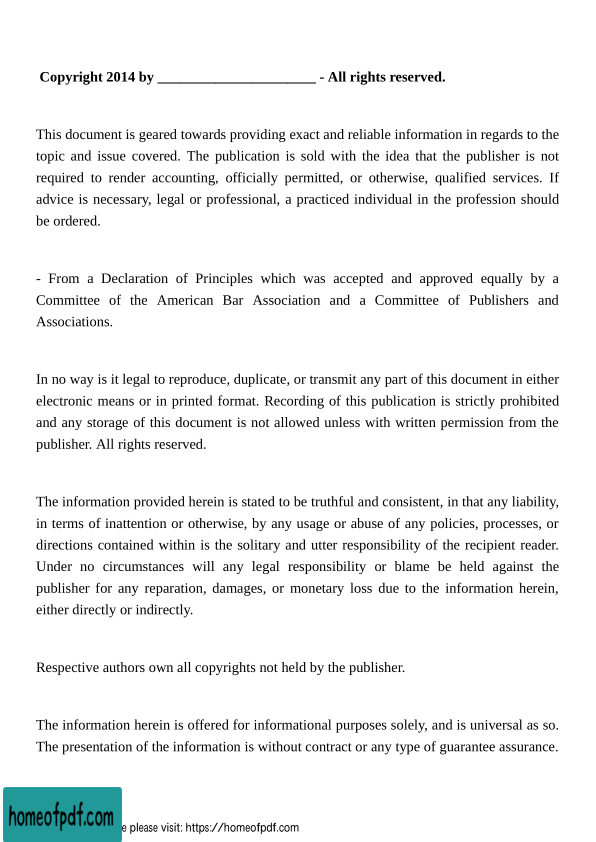 Copyright 2014 by ______________________ - All rights reserved.
This document is geared towards providing exact and reliable information in regards to the
topic and issue covered. The publication is sold with the idea that the publisher is not
required to render accounting, officially permitted, or otherwise, qualified services. If
advice is necessary, legal or professional, a practiced individual in the profession should
be ordered.
- From a Declaration of Principles which was accepted and approved equally by a
Committee of the American Bar Association and a Committee of Publishers and
Associations.
In no way is it legal to reproduce, duplicate, or transmit any part of this document in either
electronic means or in printed format. Recording of this publication is strictly prohibited
and any storage of this document is not allowed unless with written permission from the
publisher. All rights reserved.
The information provided herein is stated to be truthful and consistent, in that any liability,
in terms of inattention or otherwise, by any usage or abuse of any policies, processes, or
directions contained within is the solitary and utter responsibility of the recipient reader.
Under no circumstances will any legal responsibility or blame be held against the
publisher for any reparation, damages, or monetary loss due to the information herein,
either directly or indirectly.
Respective authors own all copyrights not held by the publisher.
The information herein is offered for informational purposes solely, and is universal as so.
The presentation of the information is without contract or any type of guarantee assurance.
homeofpdf.com
please visit: https://homeofpdf.com